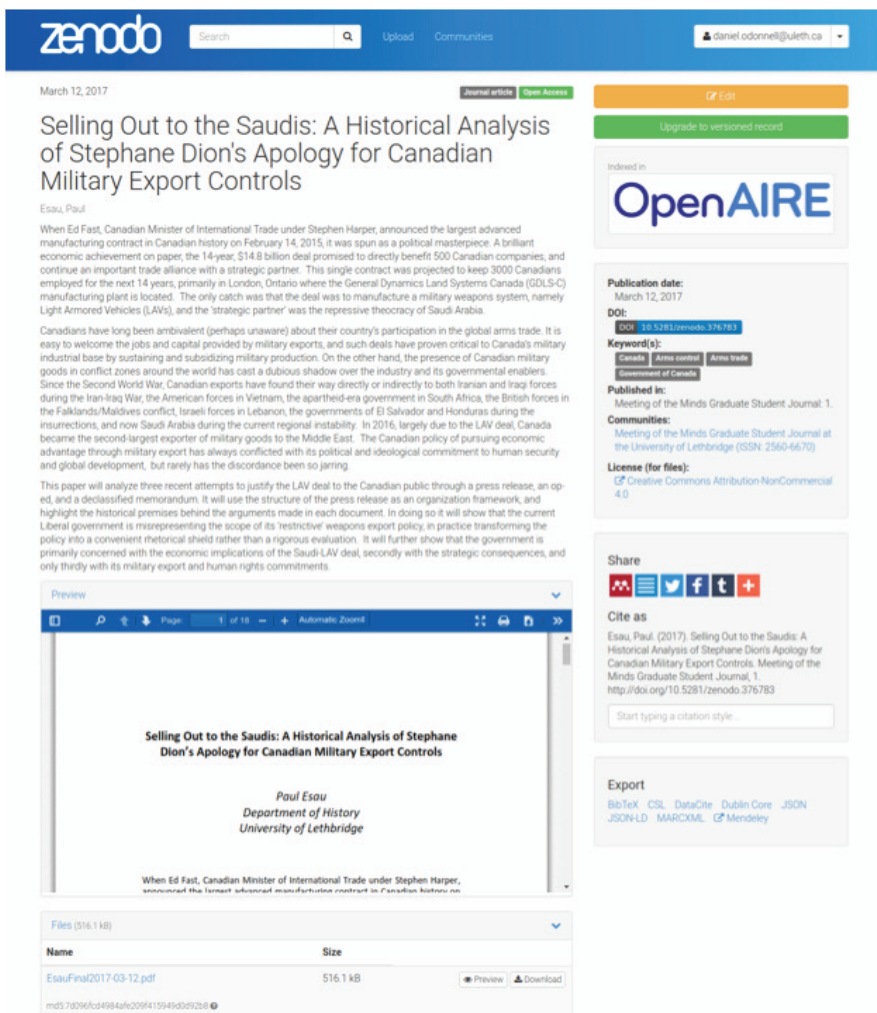 zenodo
Search
Upload
Communities
daniel.odonnell@uleth.ca
March 12, 2017
Journal article
Open Access
Selling Out to the Saudis: A Historical Analysis
of Stephane Dion's Apology for Canadian
Military Export Controls
Esau, Paul
When Ed Fast, Canadian Minister of International Trade under Stephen Harper, announced the largest advanced
manufacturing contract in Canadian history on February 14, 2015, it was spun as a political masterpiece. A brilliant
economic achievement on paper, the 14-year, $14.8 billion deal promised to directly benefit 500 Canadian companies, and
continue an important trade alliance with a strategic partner. This single contract was projected to keep 3000 Canadians
employed for the next 14 years, primarily in London, Ontario where the General Dynamics Land Systems Canada (GDLS-C)
manufacturing plant is located. The only catch was that the deal was to manufacture a military weapons system, namely
Light Armored Vehicles (LAVs), and the 'strategic partner' was the repressive theocracy of Saudi Arabia.
Canadians have long been ambivalent (perhaps unaware) about their country's participation in the global arms trade. It is
easy to welcome the jobs and capital provided by military exports, and such deals have proven critical to Canada's military
industrial base by sustaining and subsidizing military production. On the other hand, the presence of Canadian military
goods in conflict zones around the world has cast a dubious shadow over the industry and its governmental enablers.
Since the Second World War, Canadian exports have found their way directly or indirectly to both Iranian and Iraqi forces
during the Iran-Iraq War, the American forces in Vietnam, the apartheid-era government in South Africa, the British forces in
the Falklands/Maldives conflict, Israeli forces in Lebanon, the governments of El Salvador and Honduras during the
insurrections, and now Saudi Arabia during the current regional instability. In 2016, largely due to the LAV deal, Canada
became the second-largest exporter of military goods to the Middle East. The Canadian policy of pursuing economic
advantage through military export has always conflicted with its political and ideological commitment to human security
and global development, but rarely has the discordance been so jarring.
This paper will analyze three recent attempts to justify the LAV deal to the Canadian public through a press release, an op-
ed, and a declassified memorandum. It will use the structure of the press release as an organization framework, and
highlight the historical premises behind the arguments made in each document. In doing so it will show that the current
Liberal government is misrepresenting the scope of its 'restrictive' weapons export policy, in practice transforming the
policy into a convenient rhetorical shield rather than a rigorous evaluation. It will further show that the government is
primarily concerned with the economic implications of the Saudi-LAV deal, secondly with the strategic consequences, and
only thirdly with its military export and human rights commitments.
Preview
Page: 1 of 18 Automatic Zoom
Selling Out to the Saudis: A Historical Analysis of Stephane
Dion's Apology for Canadian Military Export Controls
Paul Esau
Department of History
University of Lethbridge
When Ed Fast, Canadian Minister of International Trade under Stephen Harper,
announced the largest advanced manufacturing contract in Canadian history on
Files (516.1 kB)
Name Size
EsauFinal2017-03-12.pdf 516.1 kB Preview Download
md5:7d096fcd4984afe209f415949d0d92b8
Edit
Upgrade to versioned record
Indexed in
OpenAIRE
Publication date:
March 12, 2017
DOI:
DOI 10.5281/zenodo.376783
Keyword(s):
Canada Arms control Arms trade
Government of Canada
Published in:
Meeting of the Minds Graduate Student Journal: 1.
Communities:
Meeting of the Minds Graduate Student Journal at
the University of Lethbridge (ISSN: 2560-6670)
License (for files):
Creative Commons Attribution-NonCommercial
4.0
Share
Cite as
Esau, Paul. (2017). Selling Out to the Saudis: A
Historical Analysis of Stephane Dion's Apology for
Canadian Military Export Controls. Meeting of the
Minds Graduate Student Journal, 1.
http://doi.org/10.5281/zenodo.376783
Start typing a citation style...
Export
BibTeX CSL DataCite Dublin Core JSON
JSON-LD MARCXML Mendeley